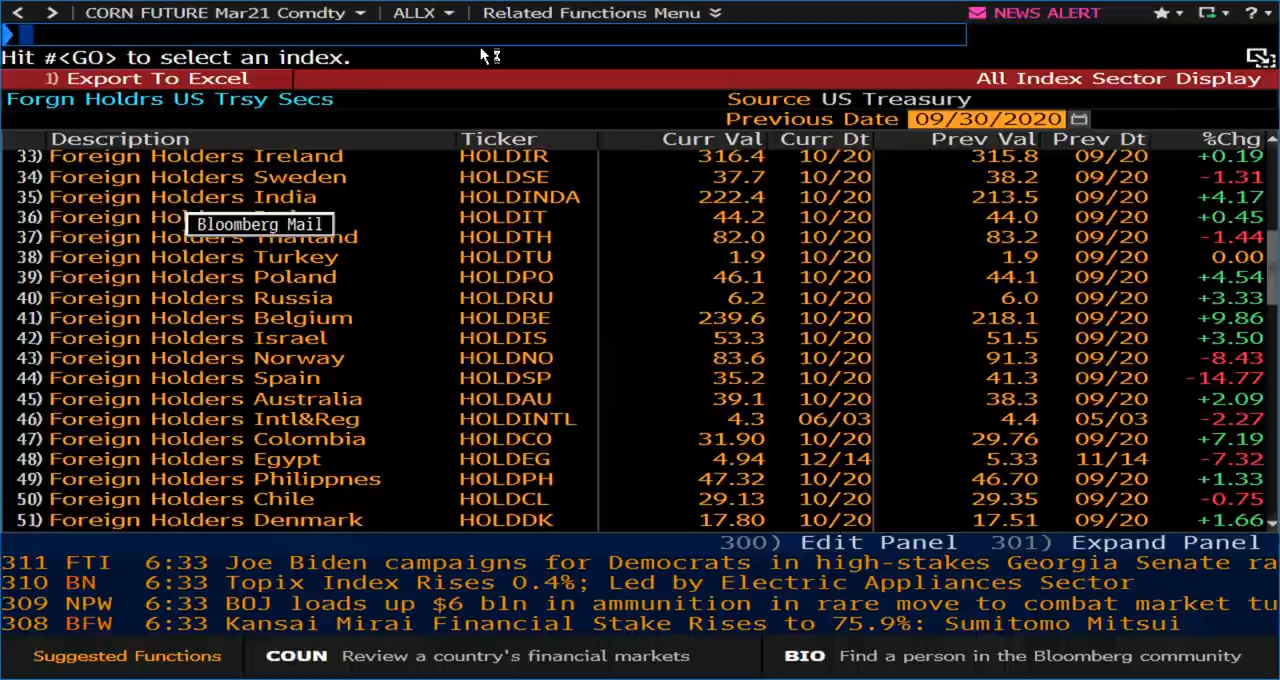 < > CORN FUTURE Mar21 Comdty ALLX Related Functions Menu NEWS ALERT ?
Hit #<GO> to select an index.
1) Export To Excel All Index Sector Display
Forgn Holdrs US Trsy Secs Source US Treasury
Previous Date 09/30/2020
Description Ticker Curr Val Curr Dt Prev Val Prev Dt %Chg
33) Foreign Holders Ireland HOLDIR 316.4 10/20 315.8 09/20 +0.19
34) Foreign Holders Sweden HOLDSE 37.7 10/20 38.2 09/20 -1.31
35) Foreign Holders India HOLDINDA 222.4 10/20 213.5 09/20 +4.17
36) Foreign HOLDIT 44.2 10/20 44.0 09/20 +0.45
Bloomberg Mail
37) Foreign Holders Thailand HOLDTH 82.0 10/20 83.2 09/20 -1.44
38) Foreign Holders Turkey HOLDTU 1.9 10/20 1.9 09/20 0.00
39) Foreign Holders Poland HOLDPO 46.1 10/20 44.1 09/20 +4.54
40) Foreign Holders Russia HOLDRU 6.2 10/20 6.0 09/20 +3.33
41) Foreign Holders Belgium HOLDBE 239.6 10/20 218.1 09/20 +9.86
42) Foreign Holders Israel HOLDIS 53.3 10/20 51.5 09/20 +3.50
43) Foreign Holders Norway HOLDNO 83.6 10/20 91.3 09/20 -8.43
44) Foreign Holders Spain HOLDSP 35.2 10/20 41.3 09/20 -14.77
45) Foreign Holders Australia HOLDAU 39.1 10/20 38.3 09/20 +2.09
46) Foreign Holders Intl&Reg HOLDINTL 4.3 06/03 4.4 05/03 -2.27
47) Foreign Holders Colombia HOLDCO 31.90 10/20 29.76 09/20 +7.19
48) Foreign Holders Egypt HOLDEG 4.94 12/14 5.33 11/14 -7.32
49) Foreign Holders Philippnes HOLDPH 47.32 10/20 46.70 09/20 +1.33
50) Foreign Holders Chile HOLDCL 29.13 10/20 29.35 09/20 -0.75
51) Foreign Holders Denmark HOLDDK 17.80 10/20 17.51 09/20 +1.66
300) Edit Panel 301) Expand Panel
311 FTI 6:33 Joe Biden campaigns for Democrats in high-stakes Georgia Senate ra
310 BN 6:33 Topix Index Rises 0.4%; Led by Electric Appliances Sector
309 NPW 6:33 BOJ loads up $6 bln in ammunition in rare move to combat market tu
308 BFW 6:33 Kansai Mirai Financial Stake Rises to 75.9%: Sumitomo Mitsui
Suggested Functions COUN Review a country's financial markets BIO Find a person in the Bloomberg community